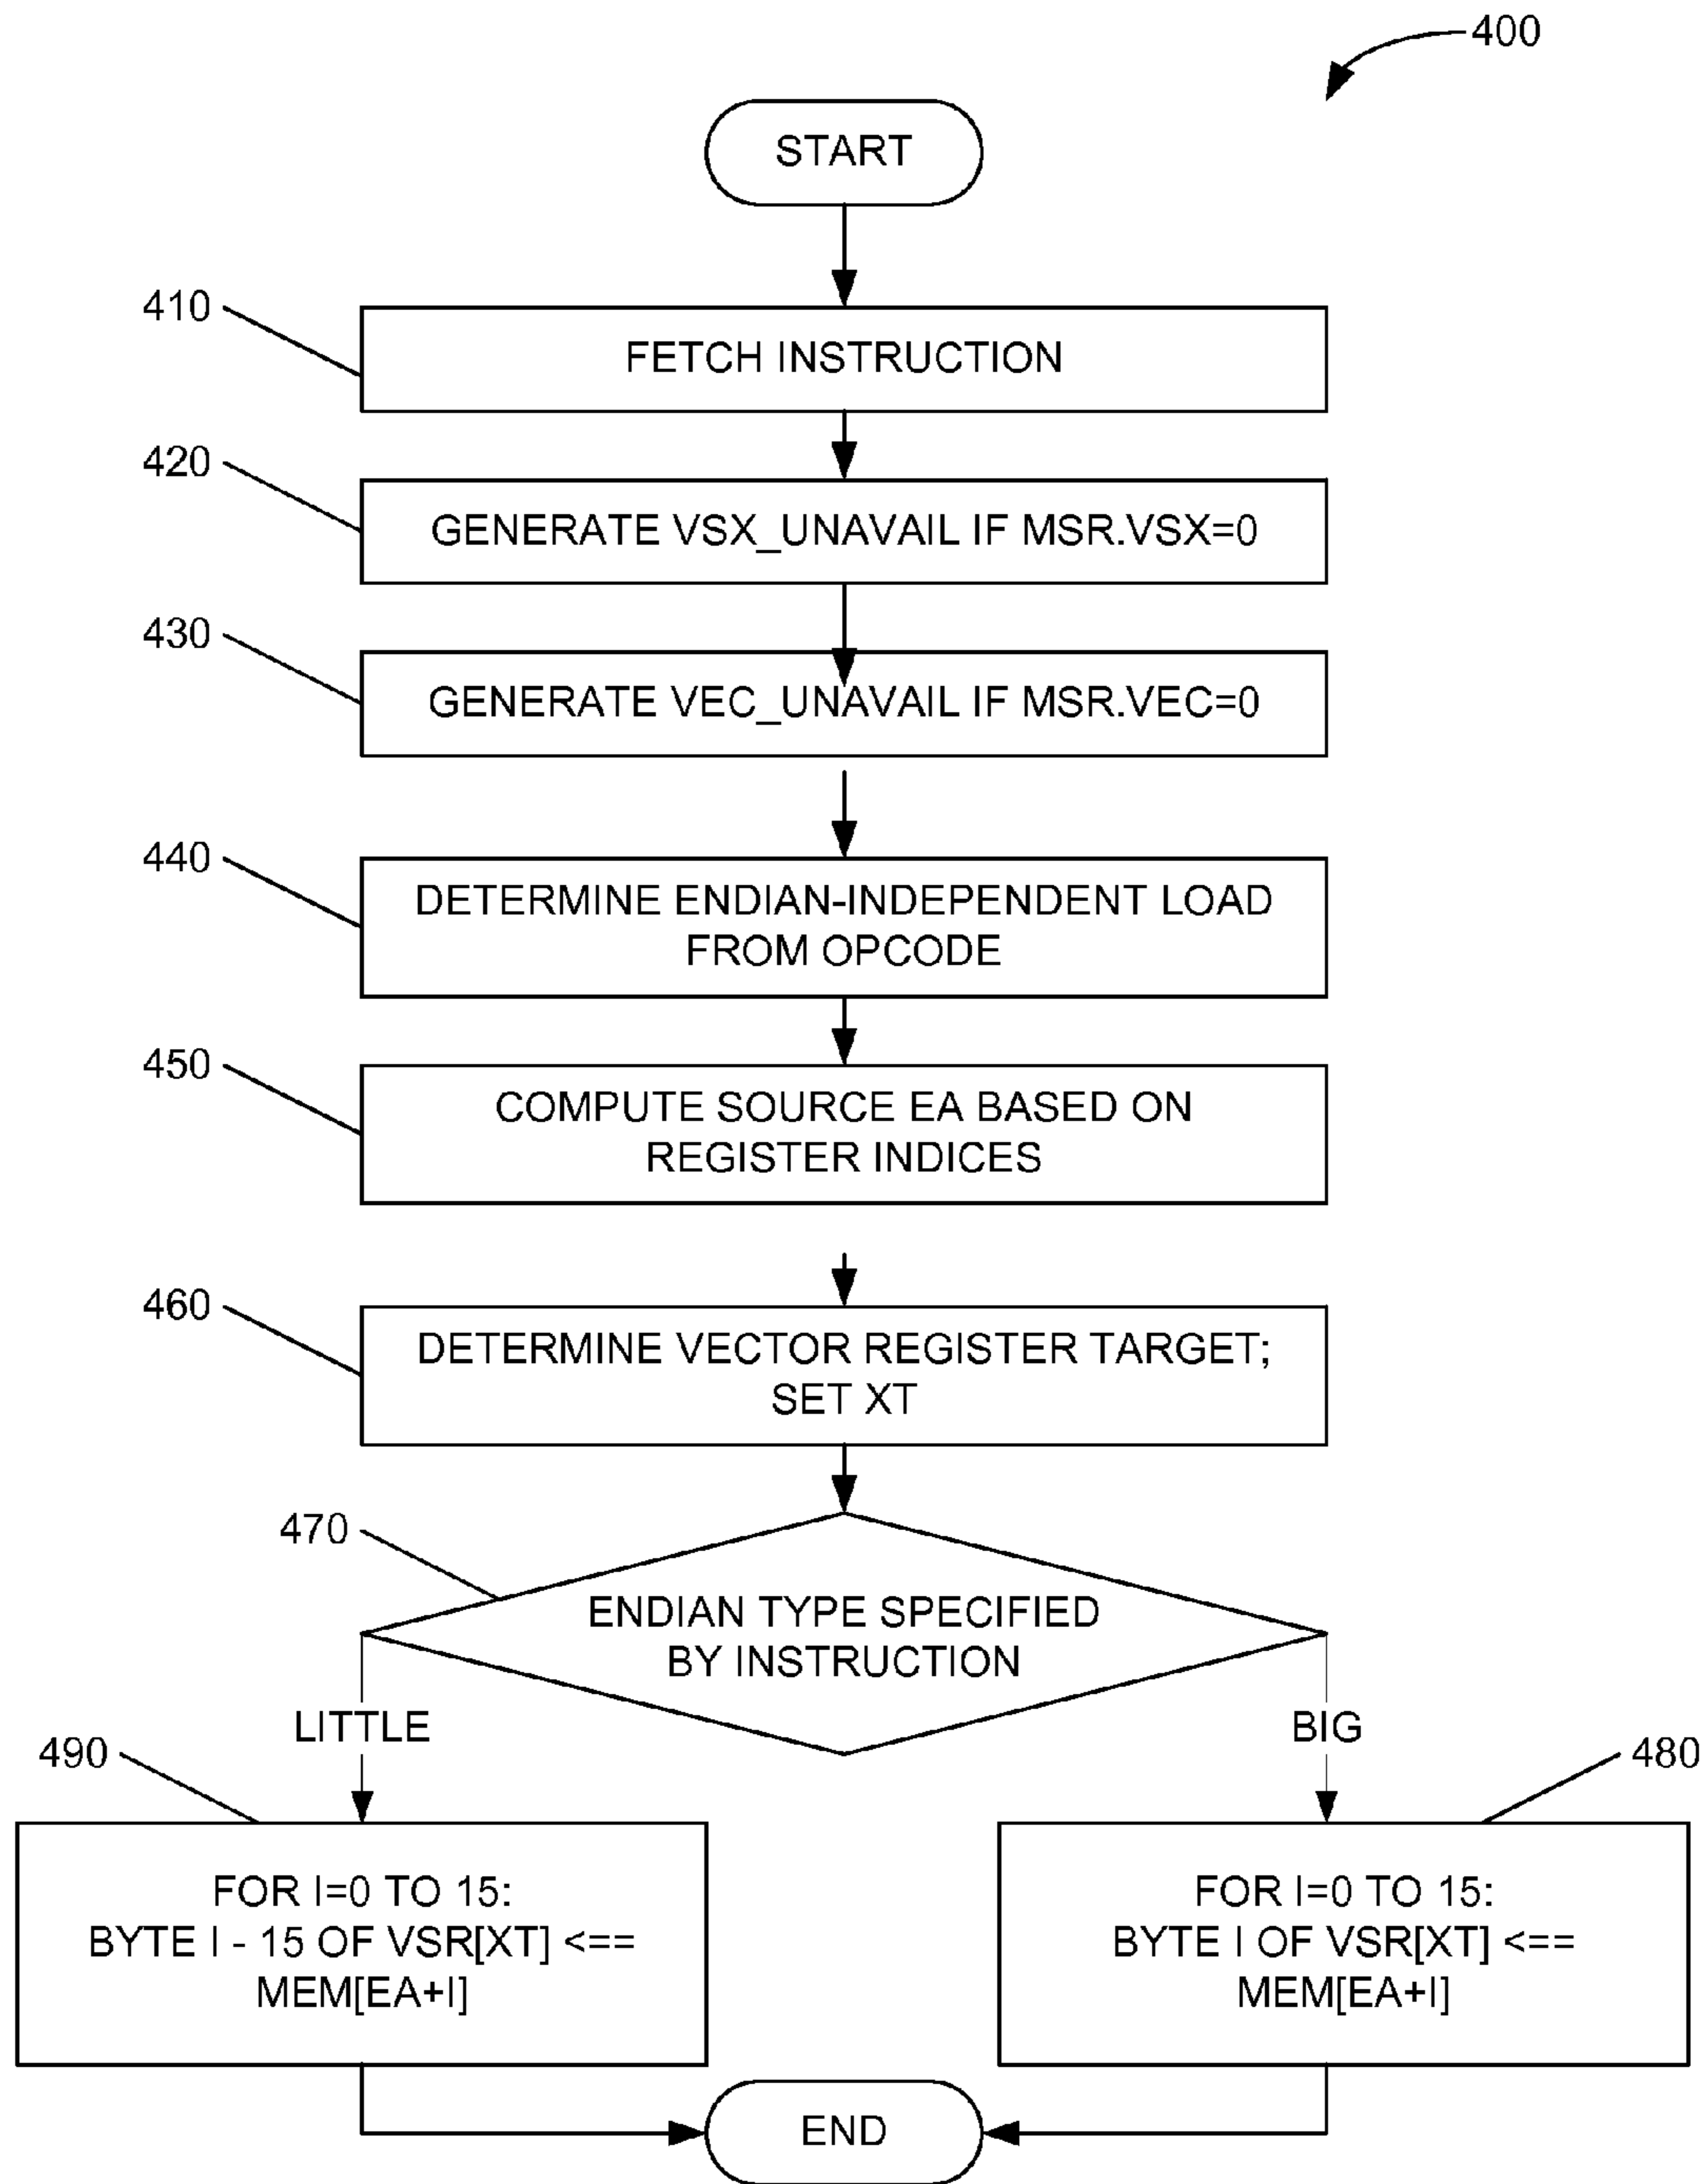 400
START
410
FETCH INSTRUCTION
420
GENERATE VSX_UNAVAIL IF MSR.VSX=0
430
GENERATE VEC_UNAVAIL IF MSR.VEC=0
440
DETERMINE ENDIAN-INDEPENDENT LOAD
FROM OPCODE
450
COMPUTE SOURCE EA BASED ON
REGISTER INDICES
460
DETERMINE VECTOR REGISTER TARGET;
SET XT
470
ENDIAN TYPE SPECIFIED
BY INSTRUCTION
LITTLE
BIG
490
480
FOR I=0 TO 15:
BYTE I - 15 OF VSR[XT] <==
MEM[EA+I]
FOR I=0 TO 15:
BYTE I OF VSR[XT] <==
MEM[EA+I]
END